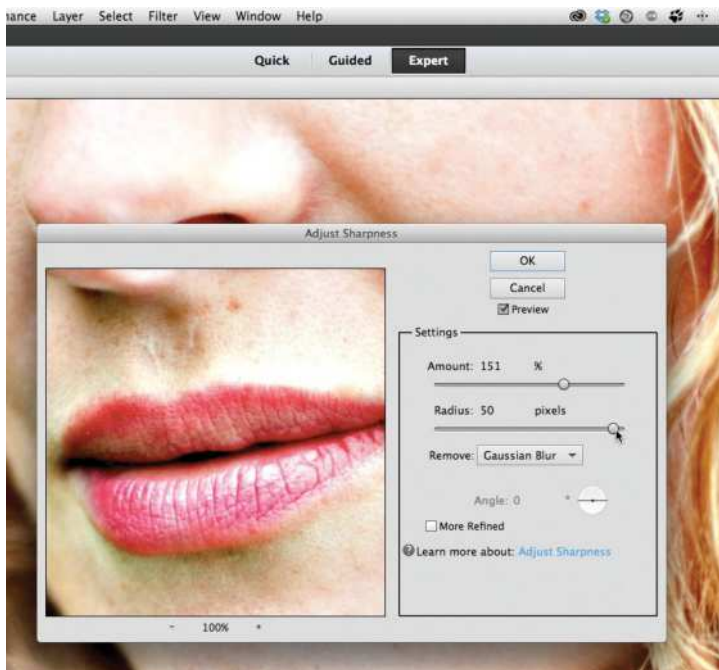 ance Layer Select Filter View Window Help
Quick Guided Expert
Adjust Sharpness
OK
Cancel
Preview
Settings
Amount: 151 %
Radius: 50 pixels
Remove: Gaussian Blur
Angle: 0 °
More Refined
Learn more about: Adjust Sharpness
- 100% +